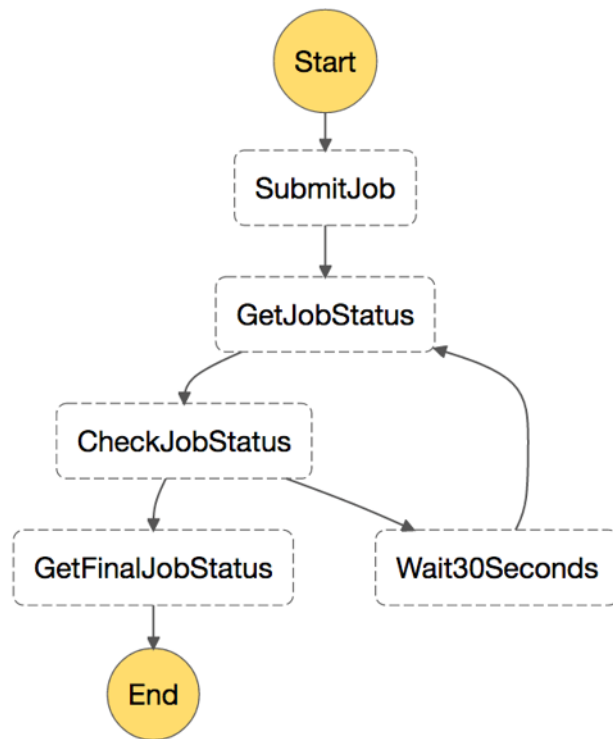 Start
SubmitJob
GetJobStatus
CheckJobStatus
GetFinalJobStatus
Wait30Seconds
End